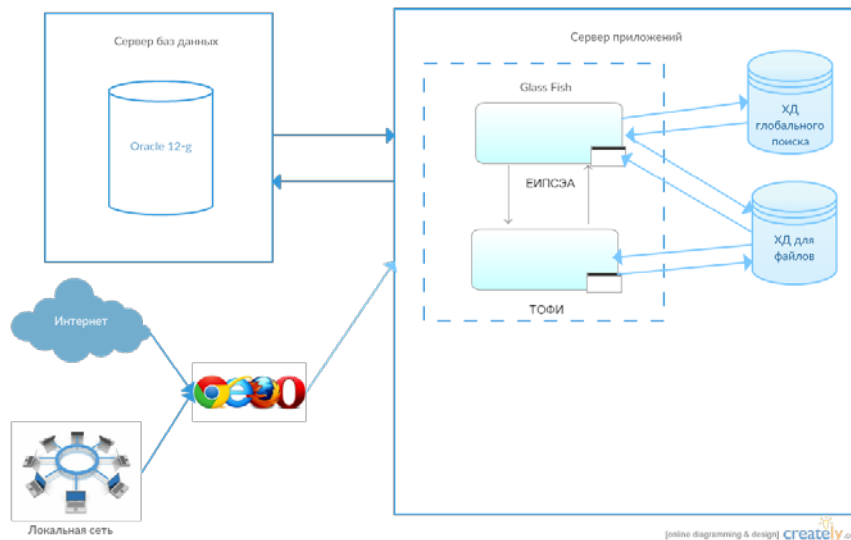 Сервер баз данных
Oracle 12-g
Сервер приложений
Glass Fish
ЕИПСЭА
ТОФИ
ХД
глобального
поиска
ХД для
файлов
Интернет
Локальная сеть
[online diagramming & design] creately